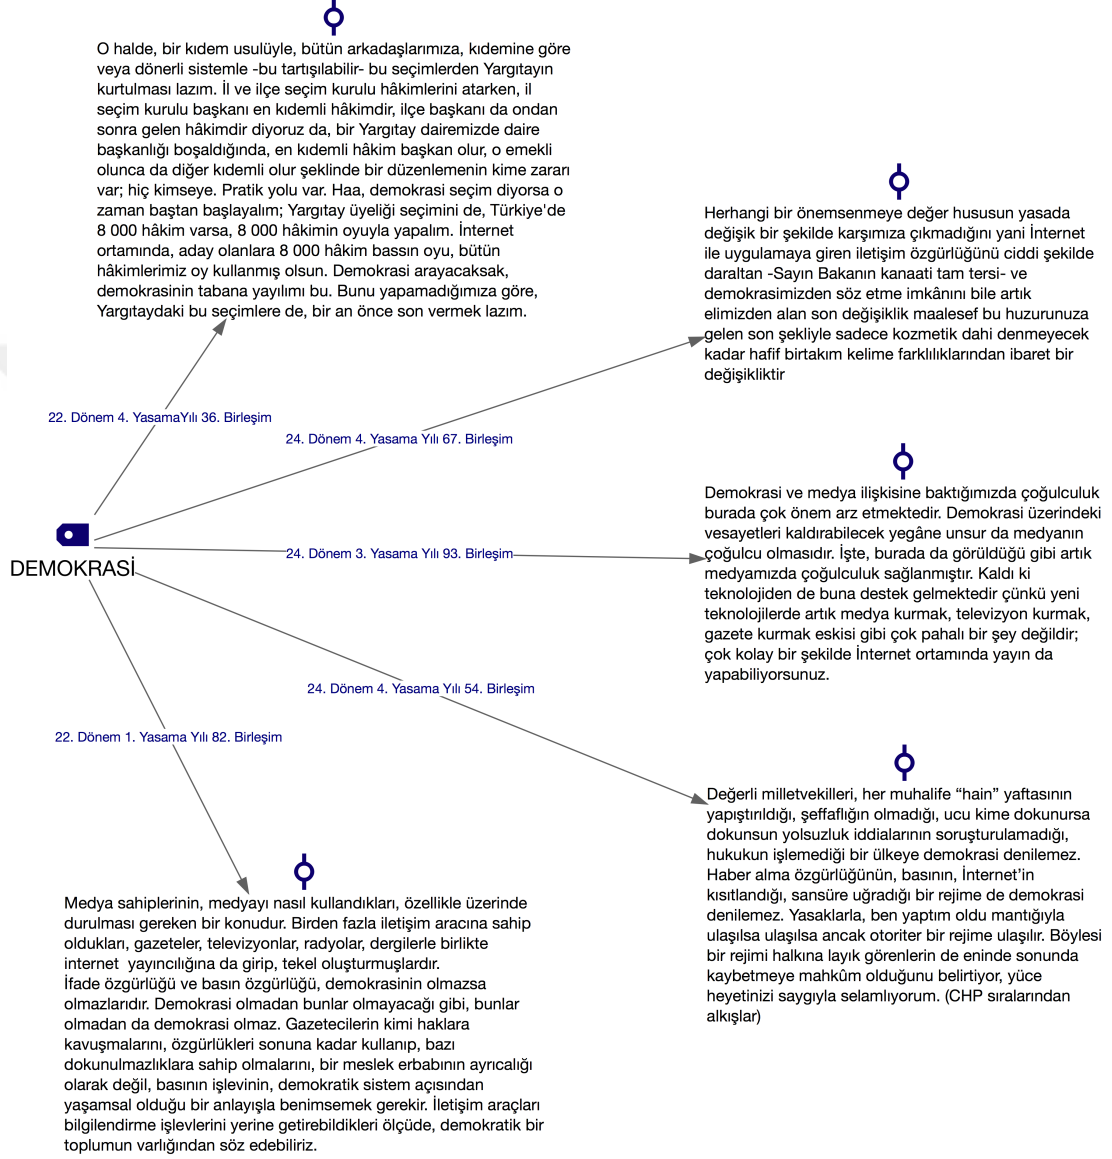 O halde, bir kıdem usulüyle, bütün arkadaşlarımıza, kıdemine göre
veya dönerli sistemle -bu tartışılabilir- bu seçimlerden Yargıtayın
kurtulması lazım. İl ve ilçe seçim kurulu hâkimlerini atarken, il
seçim kurulu başkanı en kıdemli hâkimdir, ilçe başkanı da ondan
sonra gelen hâkimdir diyoruz da, bir Yargıtay dairemizde daire
başkanlığı boşaldığında, en kıdemli hâkim başkan olur, o emekli
olunca da diğer kıdemli olur şeklinde bir düzenlemenin kime zararı
var; hiç kimseye. Pratik yolu var. Haa, demokrasi seçim diyorsa o
zaman baştan başlayalım; Yargıtay üyeliği seçimini de, Türkiye'de
8 000 hâkim varsa, 8 000 hâkimin oyuyla yapalım. İnternet
ortamında, aday olanlara 8 000 hâkim bassın oyu, bütün
hâkimlerimiz oy kullanmış olsun. Demokrasi arayacaksak,
demokrasinin tabana yayılımı bu. Bunu yapamadığımıza göre,
Yargıtaydaki bu seçimlere de, bir an önce son vermek lazım.
Herhangi bir önemsenmeye değer hususun yasada
değişik bir şekilde karşımıza çıkmadığını yani İnternet
ile uygulamaya giren iletişim özgürlüğünü ciddi şekilde
daraltan -Sayın Bakanın kanaati tam tersi- ve
demokrasimizden söz etme imkânını bile artık
elimizden alan son değişiklik maalesef bu huzurunuza
gelen son şekliyle sadece kozmetik dahi denmeyecek
kadar hafif birtakım kelime farklılıklarından ibaret bir
değişikliktir
22. Dönem 4. YasamaYılı 36. Birleşim
24. Dönem 4. Yasama Yılı 67. Birleşim
Demokrasi ve medya ilişkisine baktığımızda çoğulculuk
burada çok önem arz etmektedir. Demokrasi üzerindeki
vesayetleri kaldırabilecek yegâne unsur da medyanın
çoğulcu olmasıdır. İşte, burada da görüldüğü gibi artık
medyamızda çoğulculuk sağlanmıştır. Kaldı ki
teknolojiden de buna destek gelmektedir çünkü yeni
teknolojilerde artık medya kurmak, televizyon kurmak,
gazete kurmak eskisi gibi çok pahalı bir şey değildir;
çok kolay bir şekilde İnternet ortamında yayın da
yapabiliyorsunuz.
24. Dönem 3. Yasama Yılı 93. Birleşim
DEMOKRASİ
24. Dönem 4. Yasama Yılı 54. Birleşim
22. Dönem 1. Yasama Yılı 82. Birleşim
Değerli milletvekilleri, her muhalife “hain” yaftasının
yapıştırıldığı, şeffaflığın olmadığı, ucu kime dokunursa
dokunsun yolsuzluk iddialarının soruşturulamadığı,
hukukun işlemediği bir ülkeye demokrasi denilemez.
Haber alma özgürlüğünün, basının, İnternet’in
kısıtlandığı, sansüre uğradığı bir rejime de demokrasi
denilemez. Yasaklarla, ben yaptım oldu mantığıyla
ulaşılsa ulaşılsa ancak otoriter bir rejime ulaşılır. Böylesi
bir rejimi halkına layık görenlerin de eninde sonunda
kaybetmeye mahkûm olduğunu belirtiyor, yüce
heyetinizi saygıyla selamlıyorum. (CHP sıralarından
alkışlar)
Medya sahiplerinin, medyayı nasıl kullandıkları, özellikle üzerinde
durulması gereken bir konudur. Birden fazla iletişim aracına sahip
oldukları, gazeteler, televizyonlar, radyolar, dergilerle birlikte
internet  yayıncılığına da girip, tekel oluşturmuşlardır.
İfade özgürlüğü ve basın özgürlüğü, demokrasinin olmazsa
olmazlarıdır. Demokrasi olmadan bunlar olmayacağı gibi, bunlar
olmadan da demokrasi olmaz. Gazetecilerin kimi haklara
kavuşmalarını, özgürlükleri sonuna kadar kullanıp, bazı
dokunulmazlıklara sahip olmalarını, bir meslek erbabının ayrıcalığı
olarak değil, basının işlevinin, demokratik sistem açısından
yaşamsal olduğu bir anlayışla benimsemek gerekir. İletişim araçları
bilgilendirme işlevlerini yerine getirebildikleri ölçüde, demokratik bir
toplumun varlığından söz edebiliriz.